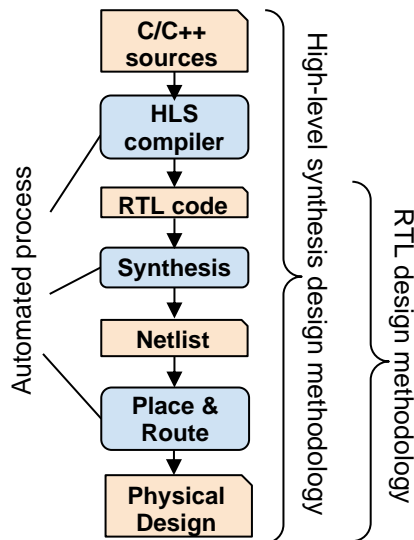 C/C++
sources
HLS
compiler
RTL code
Synthesis
Netlist
Place &
Route
Physical
Design
Automated process
High-level synthesis design methodology
RTL design methodology